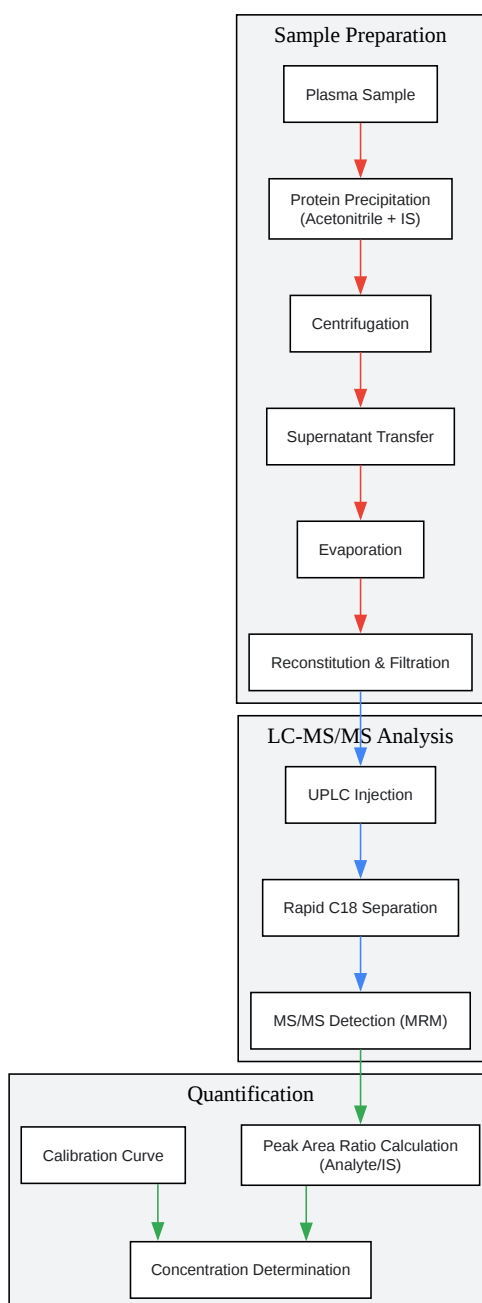 Sample Preparation
Plasma Sample
Protein Precipitation
(Acetonitrile + IS)
Centrifugation
Supernatant Transfer
Evaporation
Reconstitution & Filtration
LC-MS/MS Analysis
UPLC Injection
Rapid C18 Separation
MS/MS Detection (MRM)
Quantification
Calibration Curve
Peak Area Ratio Calculation
(Analyte/IS)
Concentration Determination